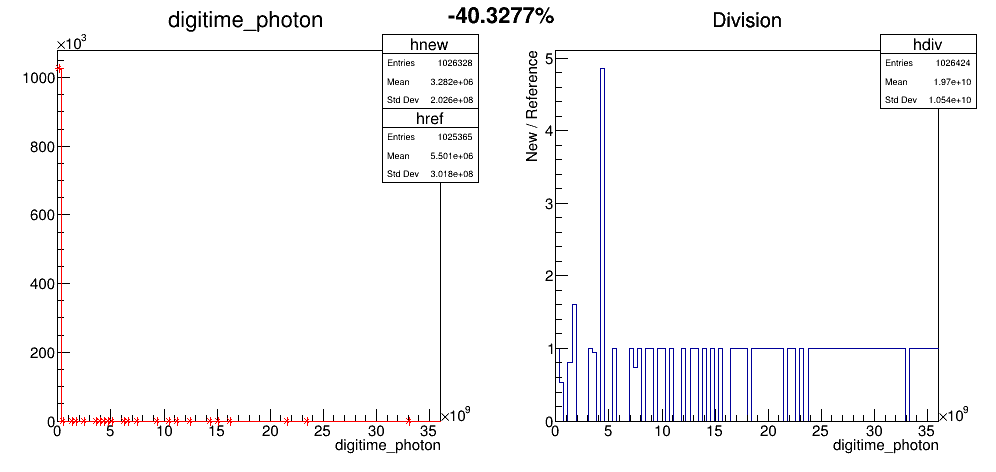 digitime_photon
-40.3277%
Division
×10³
hnew
Entries 1026328
Mean 3.282e+06
Std Dev 2.026e+08
href
Entries 1025365
Mean 5.501e+06
Std Dev 3.018e+08
1000
800
600
400
200
0
0 5 10 15 20 25 30 35
×10⁹
digitime_photon
hdiv
Entries 1026424
Mean 1.97e+10
Std Dev 1.054e+10
New / Reference
5
4
3
2
1
0
0 5 10 15 20 25 30 35
×10⁹
digitime_photon